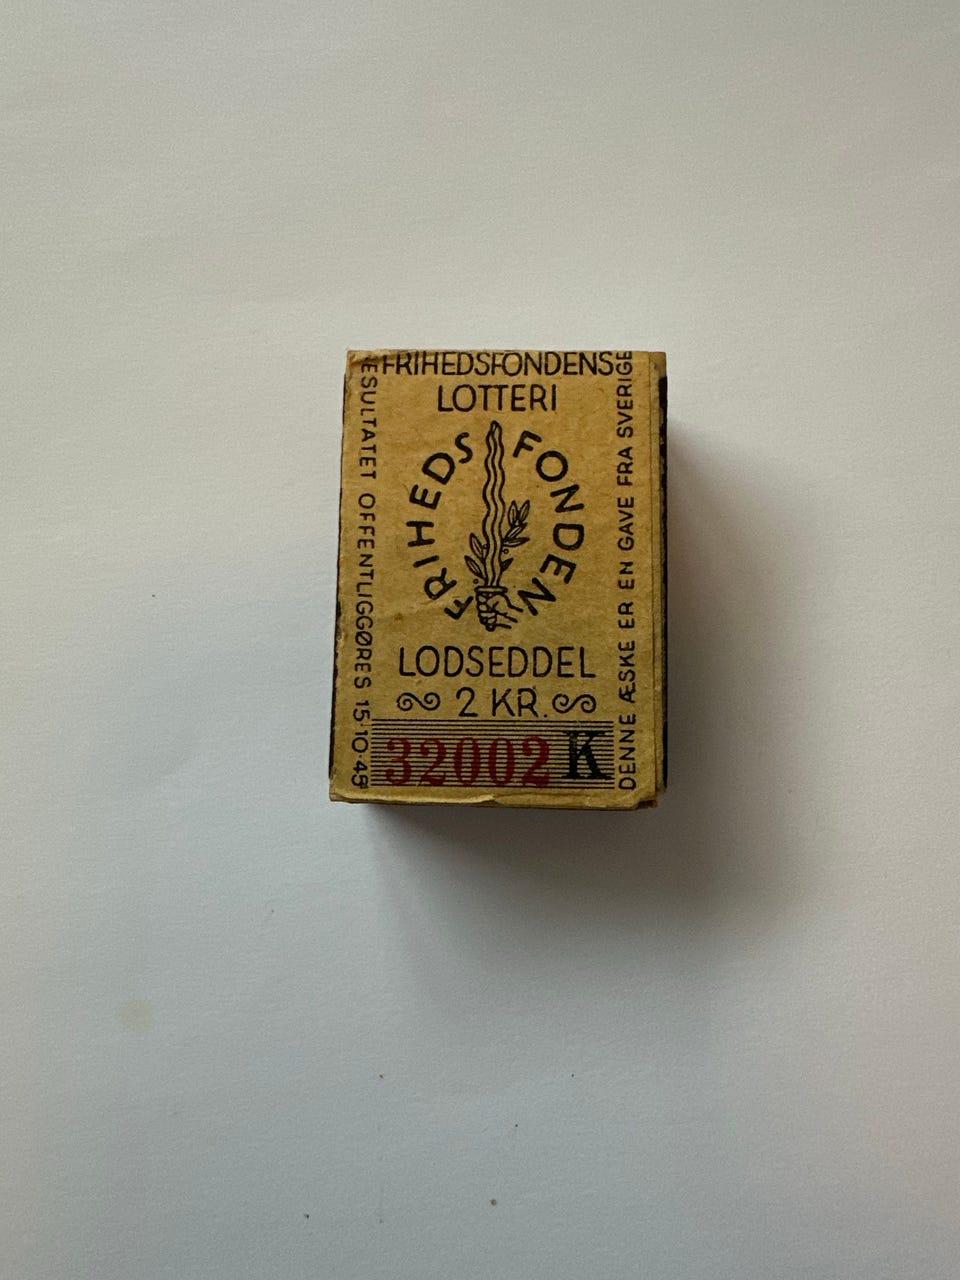 FRIHEDSFONDENS
LOTTERI
FRIHEDS FONDEN
LODSEDDEL
2 KR.
32002 K
RESULTATET OFFENTLIGGØRES 15·10·45
DENNE ÆSKE ER EN GAVE FRA SVERIGE